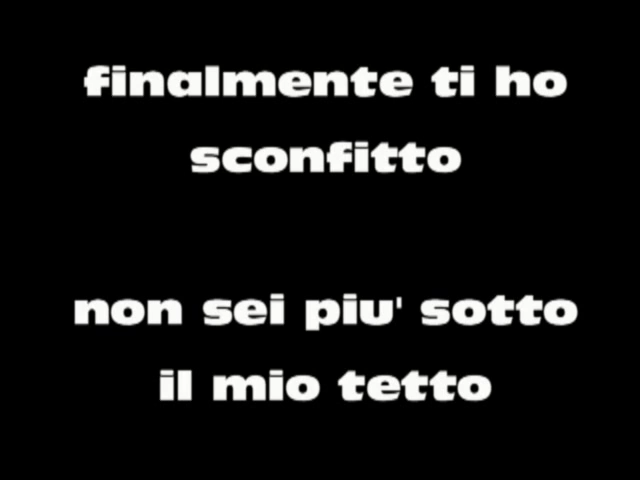 finalmente ti ho
sconfitto
non sei piu' sotto
il mio tetto